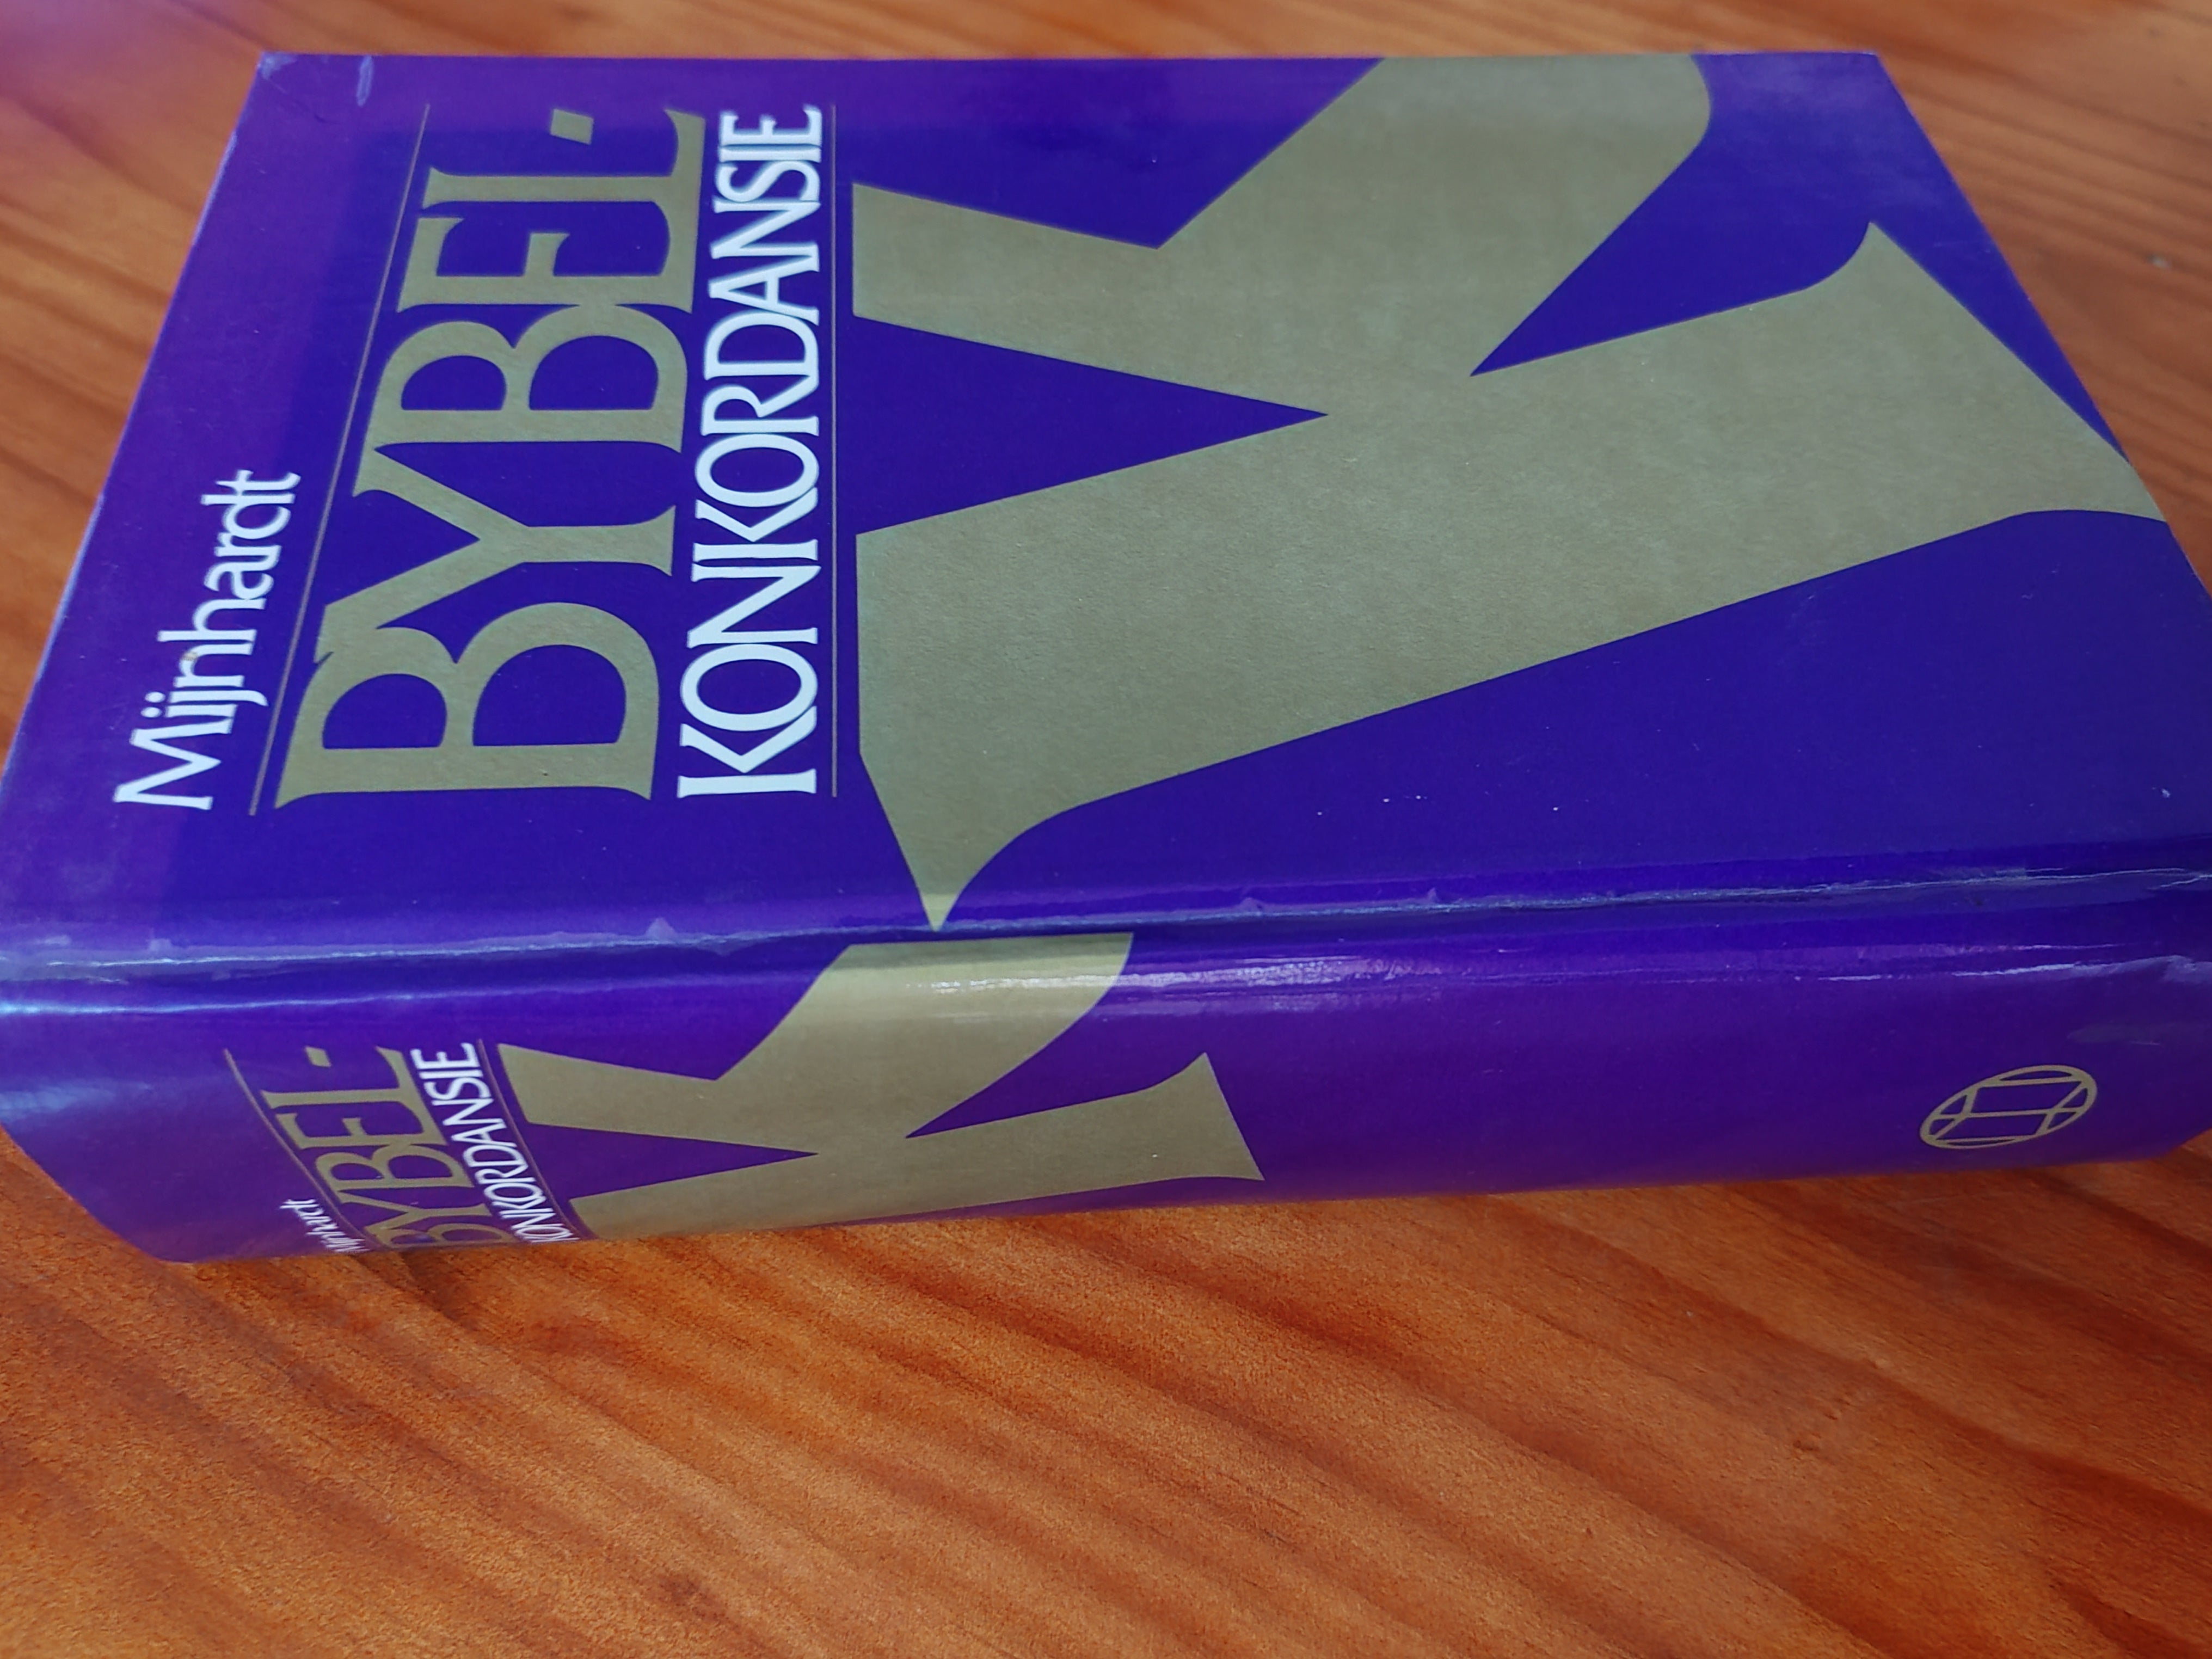 Mijnhardt
BYBEL-
KONKORDANSIE
Mijnhardt
BYBEL-
KONKORDANSIE